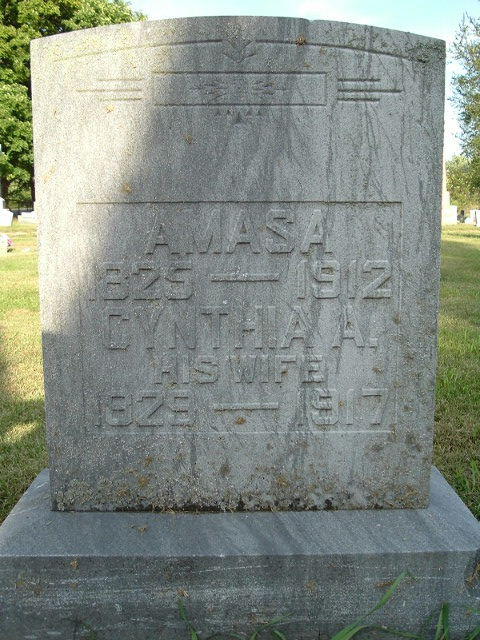 AMASA
1825 — 1912
CYNTHIA A.
HIS WIFE
1829 — 1917